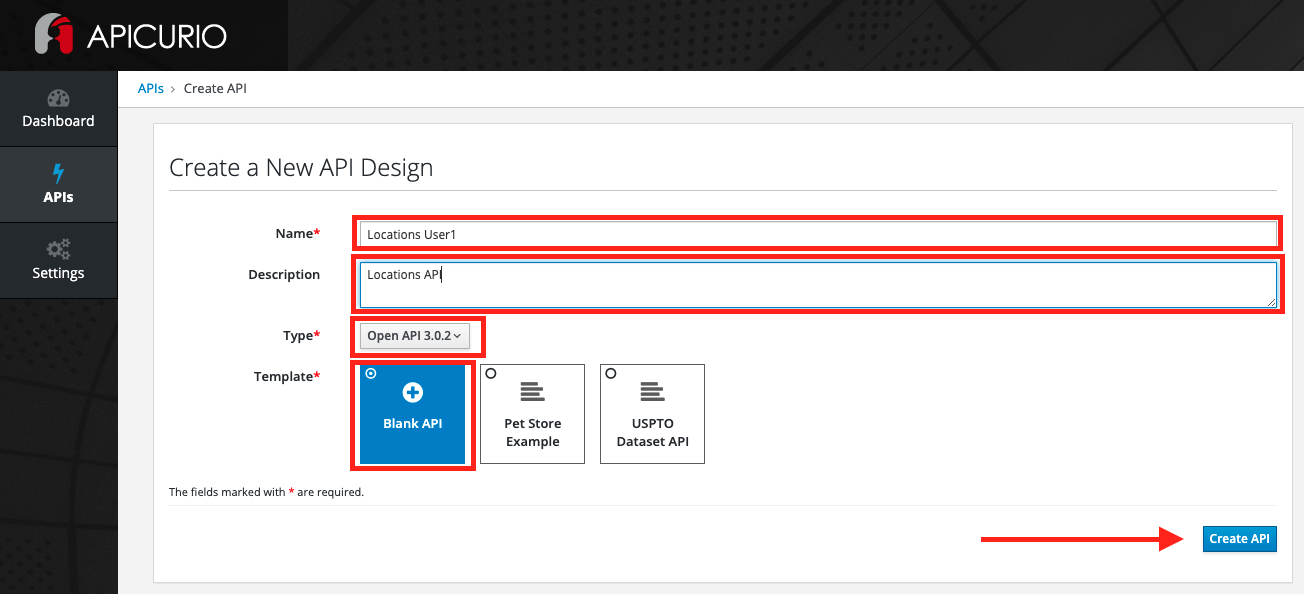 APICURIO
APIs › Create API
Dashboard
APIs
Settings
Create a New API Design
Name*
Locations User1
Description
Locations API
Type*
Open API 3.0.2
Template*
Blank API
Pet Store
Example
USPTO
Dataset API
The fields marked with * are required.
Create API